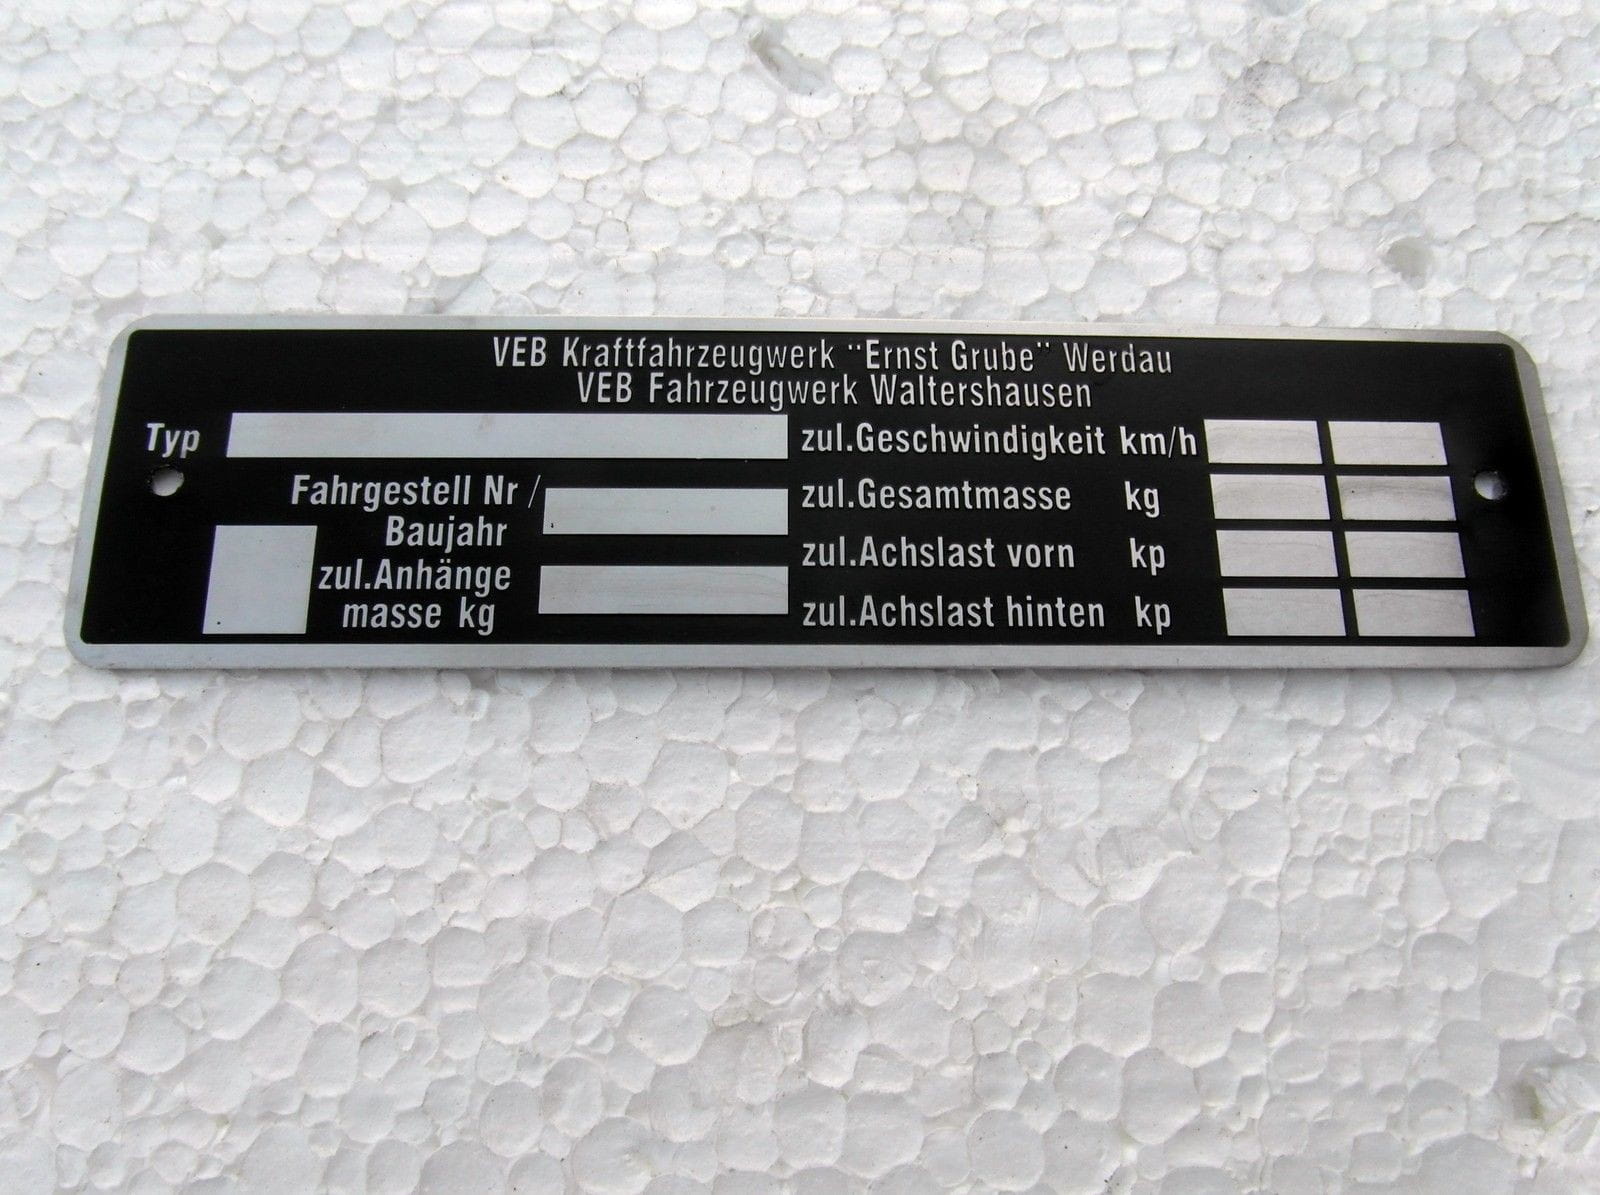 VEB Kraftfahrzeugwerk "Ernst Grube" Werdau
VEB Fahrzeugwerk Waltershausen
Typ
Fahrgestell Nr /
Baujahr
zul.Anhänge
masse kg
zul.Geschwindigkeit km/h
zul.Gesamtmasse kg
zul.Achslast vorn kp
zul.Achslast hinten kp